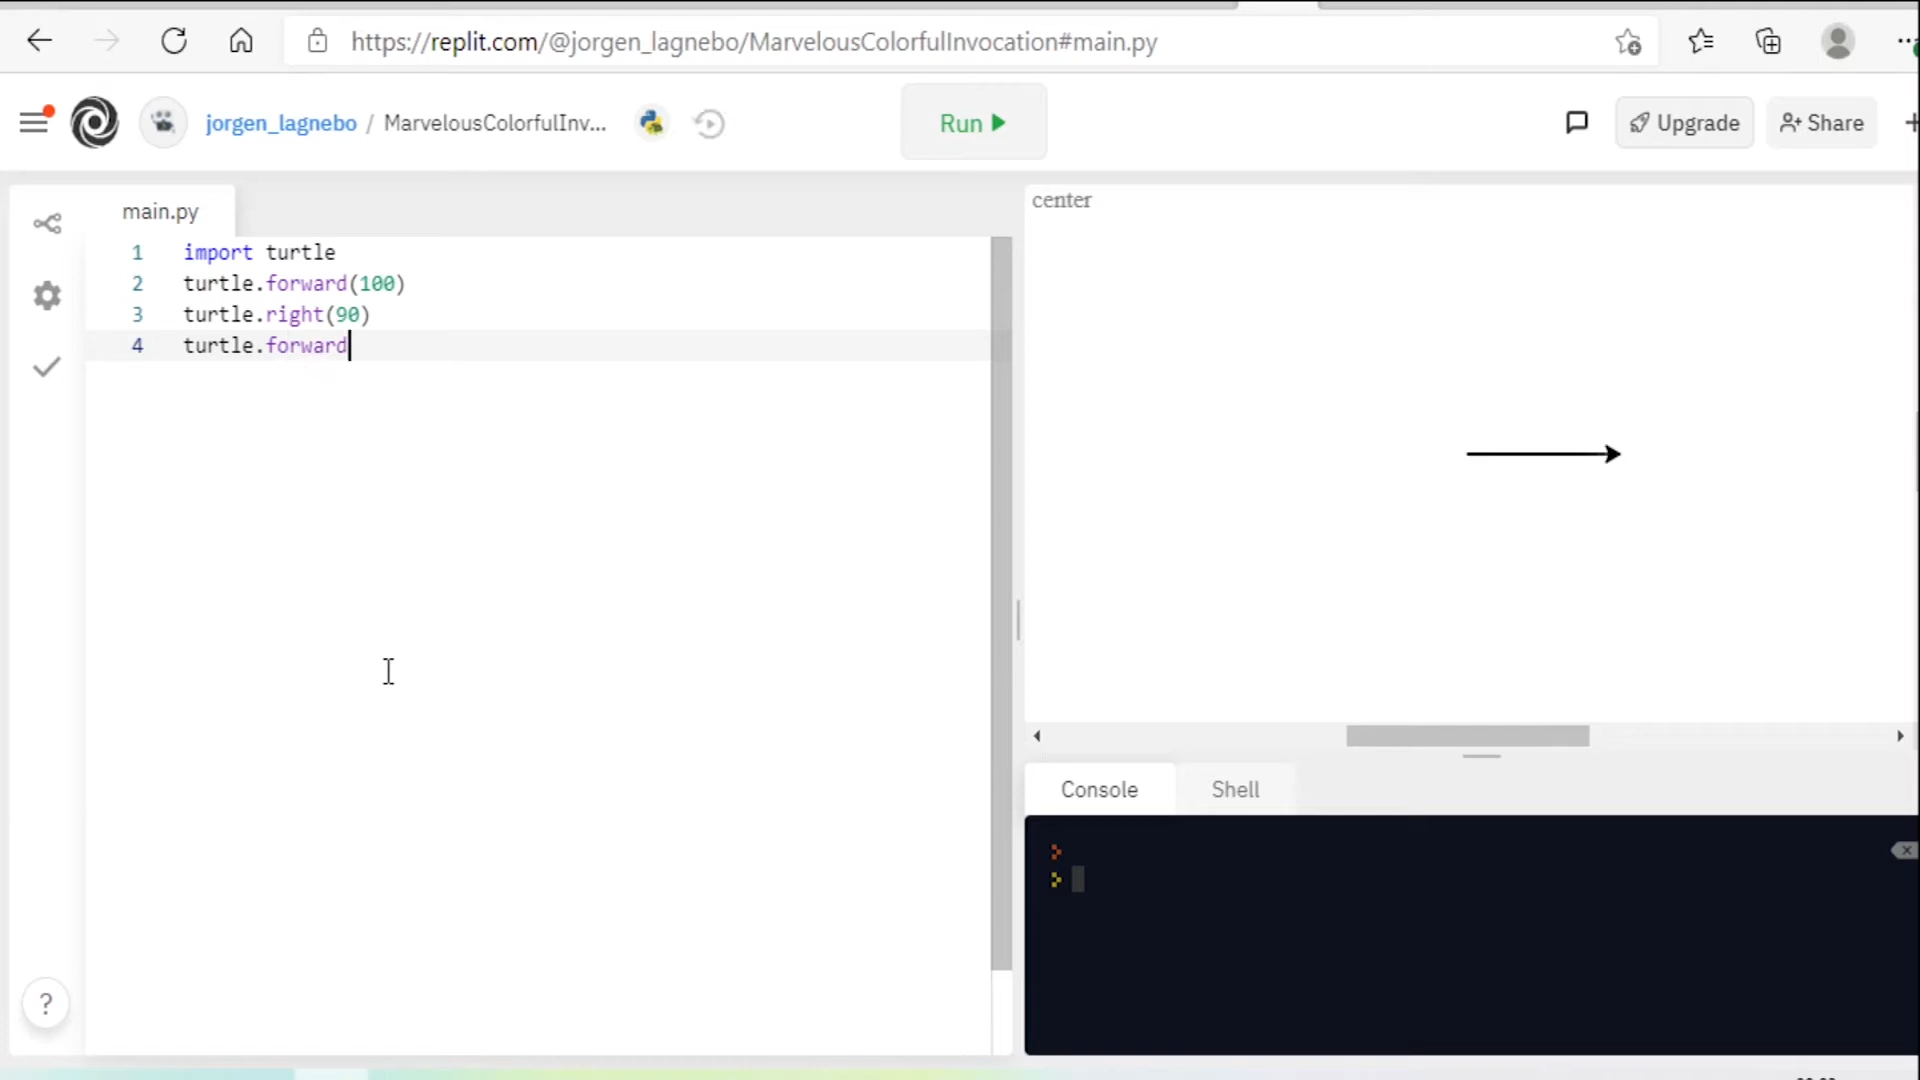 https://replit.com/@jorgen_lagnebo/MarvelousColorfulInvocation#main.py
jorgen_lagnebo / MarvelousColorfulInv...
Run
Upgrade
Share
main.py
center
1 import turtle
2 turtle.forward(100)
3 turtle.right(90)
4 turtle.forward
Console
Shell
>
>
?